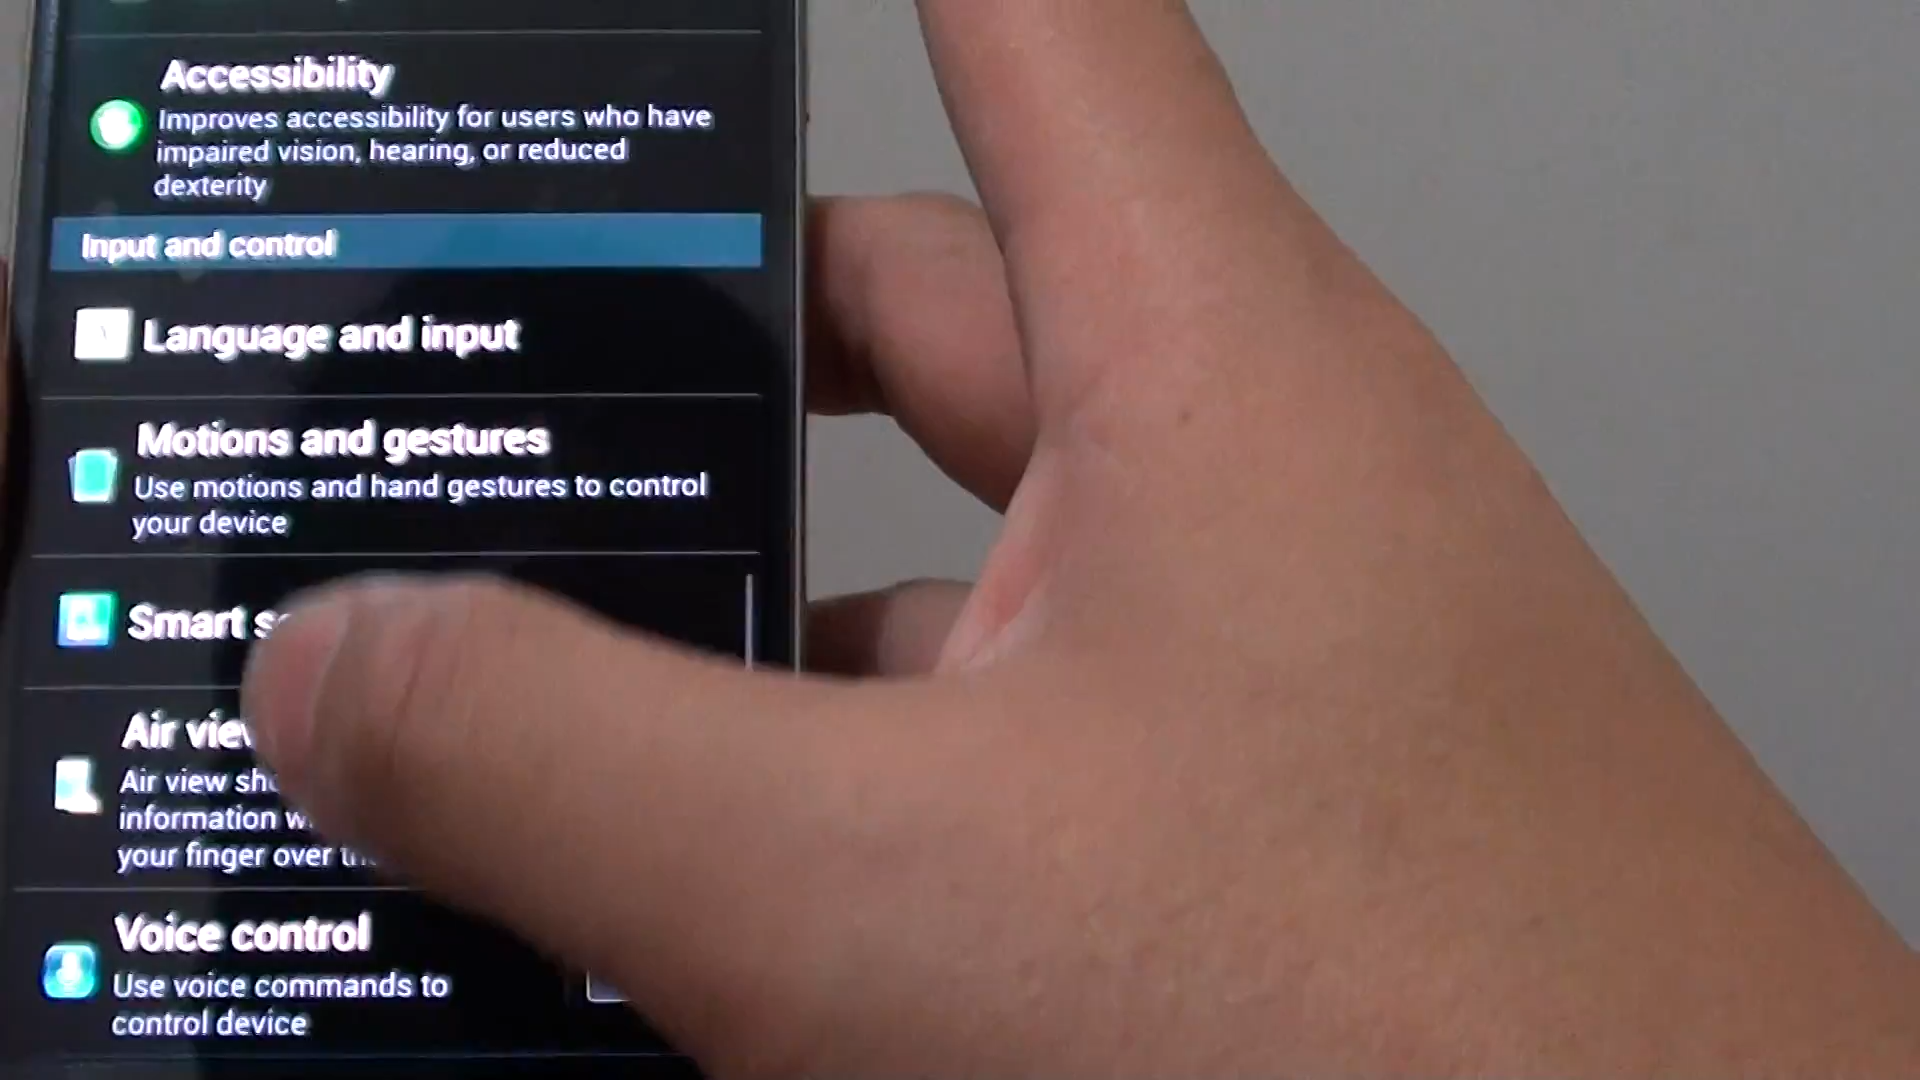 Accessibility
Improves accessibility for users who have
impaired vision, hearing, or reduced
dexterity
Input and control
Language and input
Motions and gestures
Use motions and hand gestures to control
your device
Smart
Air
Air view
information
your finger over
Voice control
Use voice commands to
control device